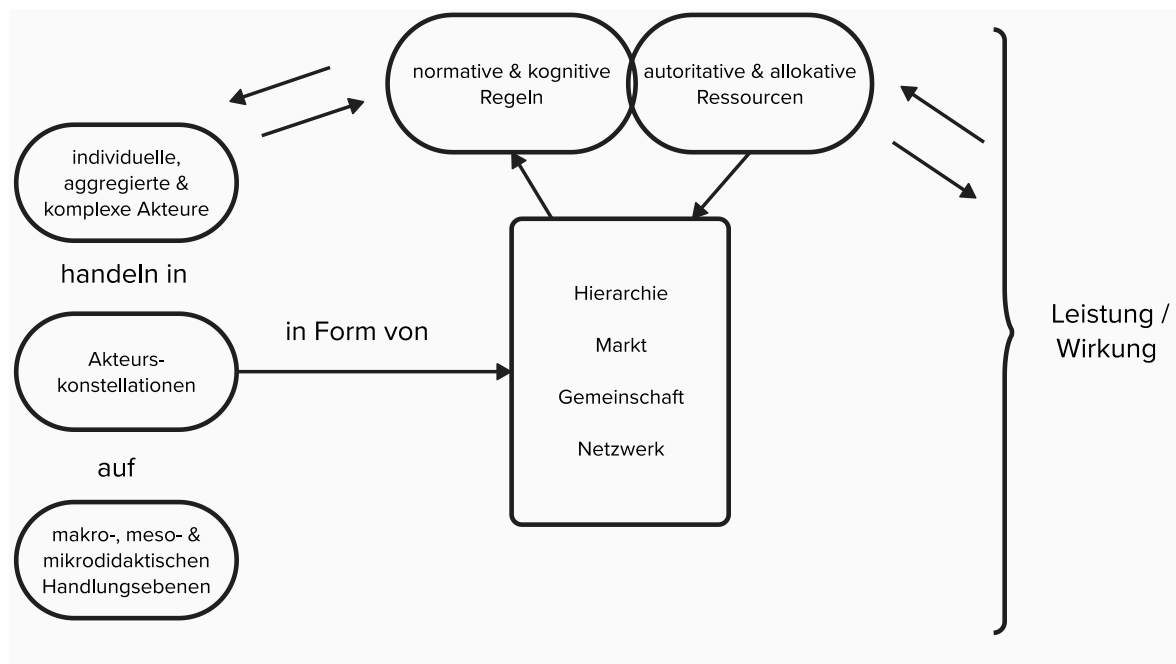 normative & kognitive
Regeln
autoritative & allokative
Ressourcen
individuelle,
aggregierte &
komplexe Akteure
handeln in
Akteurs-
konstellationen
in Form von
Hierarchie
Markt
Gemeinschaft
Netzwerk
Leistung /
Wirkung
auf
makro-, meso- &
mikrodidaktischen
Handlungsebenen